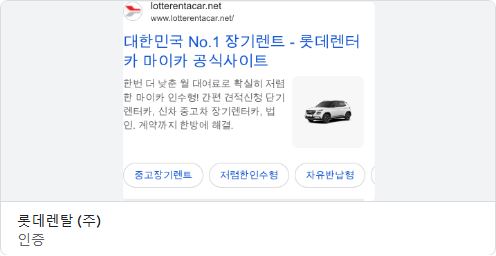 lotterentacar.net/
www.lotterentacar.net/
대한민국 No.1 장기렌트 - 롯데렌터
카 마이카 공식사이트
한번 더 낮춘 월 대여료로 확실히 저렴
한 마이카 인수형! 간편 견적신청 단기
렌터카, 신차 중고차 장기렌터카, 법
인, 계약까지 한방에 해결.
중고장기렌트 저렴한인수형 자유반납형
롯데렌탈 (주)
인증